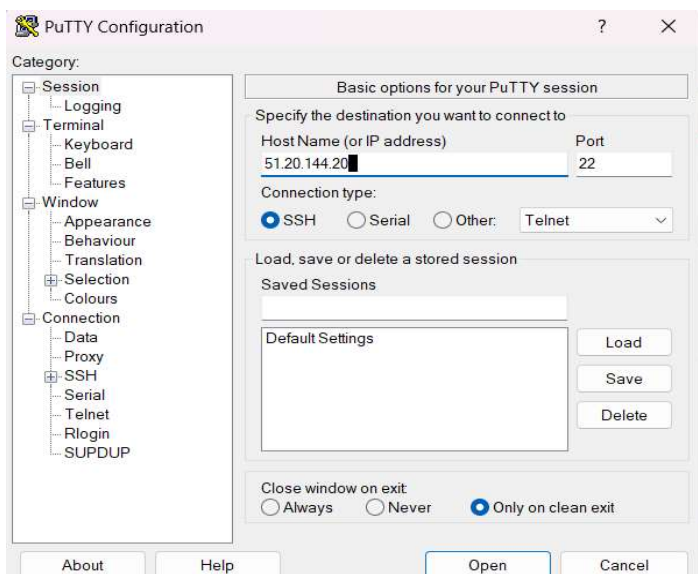 PuTTY Configuration ? X
Category:
Session
Logging
Terminal
Keyboard
Bell
Features
Window
Appearance
Behaviour
Translation
Selection
Colours
Connection
Data
Proxy
SSH
Serial
Telnet
Rlogin
SUPDUP
Basic options for your PuTTY session
Specify the destination you want to connect to
Host Name (or IP address) Port
51.20.144.20 22
Connection type:
SSH Serial Other: Telnet
Load, save or delete a stored session
Saved Sessions
Default Settings
Load
Save
Delete
Close window on exit:
Always Never Only on clean exit
About Help Open Cancel